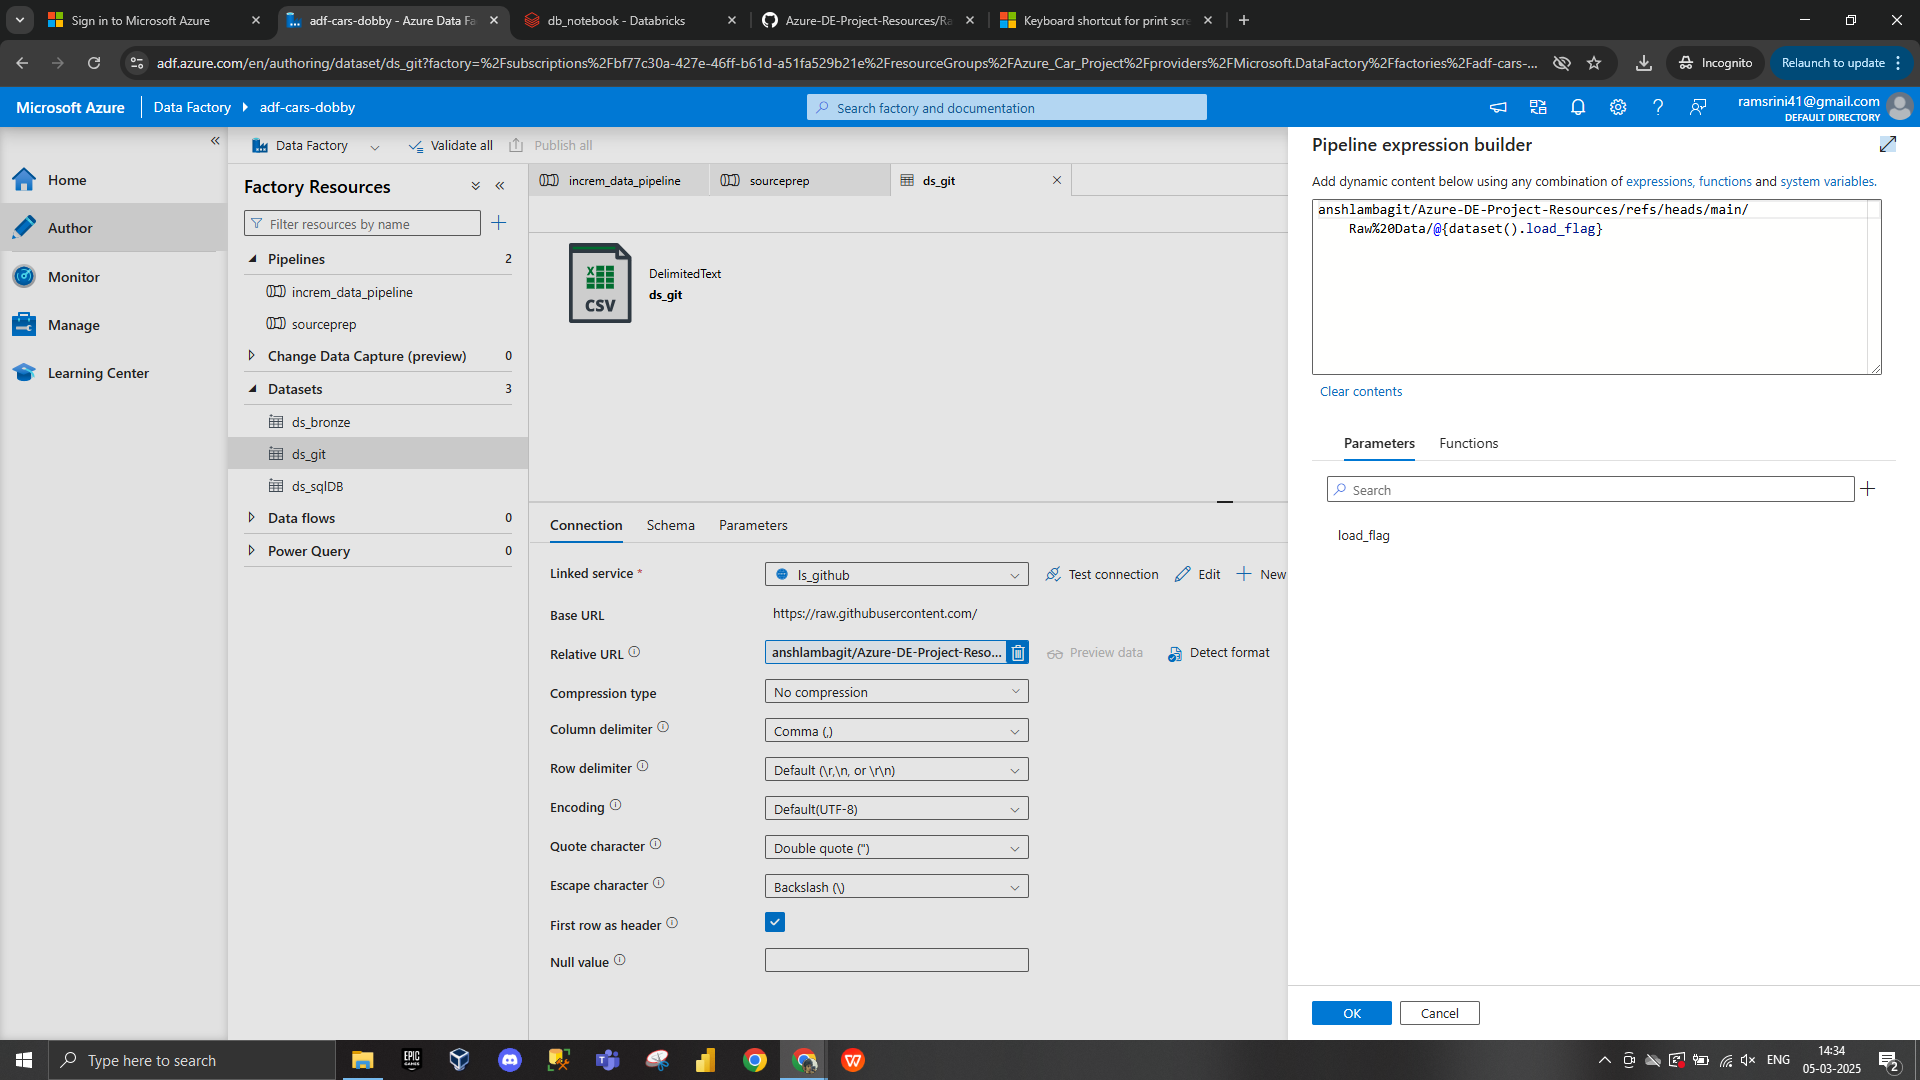 Sign in to Microsoft Azure
adf-cars-dobby - Azure Data Fa
db_notebook - Databricks
Azure-DE-Project-Resources/Ra
Keyboard shortcut for print scre
adf.azure.com/en/authoring/dataset/ds_git?factory=%2Fsubscriptions%2Fbf77c30a-427e-46ff-b61d-a51fa529b21e%2FresourceGroups%2FAzure_Car_Project%2Fproviders%2FMicrosoft.DataFactory%2Ffactories%2Fadf-cars-...
Incognito
Relaunch to update
Microsoft Azure
Data Factory
adf-cars-dobby
Search factory and documentation
ramsrini41@gmail.com
DEFAULT DIRECTORY
Home
Author
Monitor
Manage
Learning Center
Data Factory
Validate all
Publish all
Factory Resources
Filter resources by name
Pipelines 2
increm_data_pipeline
sourceprep
Change Data Capture (preview) 0
Datasets 3
ds_bronze
ds_git
ds_sqlDB
Data flows 0
Power Query 0
increm_data_pipeline
sourceprep
ds_git
CSV
DelimitedText
ds_git
Connection
Schema
Parameters
Linked service *
ls_github
Test connection
Edit
New
Base URL
https://raw.githubusercontent.com/
Relative URL
anshlambagit/Azure-DE-Project-Reso...
Preview data
Detect format
Compression type
No compression
Column delimiter
Comma (,)
Row delimiter
Default (\r,\n, or \r\n)
Encoding
Default(UTF-8)
Quote character
Double quote (")
Escape character
Backslash (\)
First row as header
Null value
Pipeline expression builder
Add dynamic content below using any combination of expressions, functions and system variables.
anshlambagit/Azure-DE-Project-Resources/refs/heads/main/
Raw%20Data/@{dataset().load_flag}
Clear contents
Parameters
Functions
Search
load_flag
OK
Cancel
Type here to search
EPIC
GAMES
ENG
14:34
05-03-2025
2